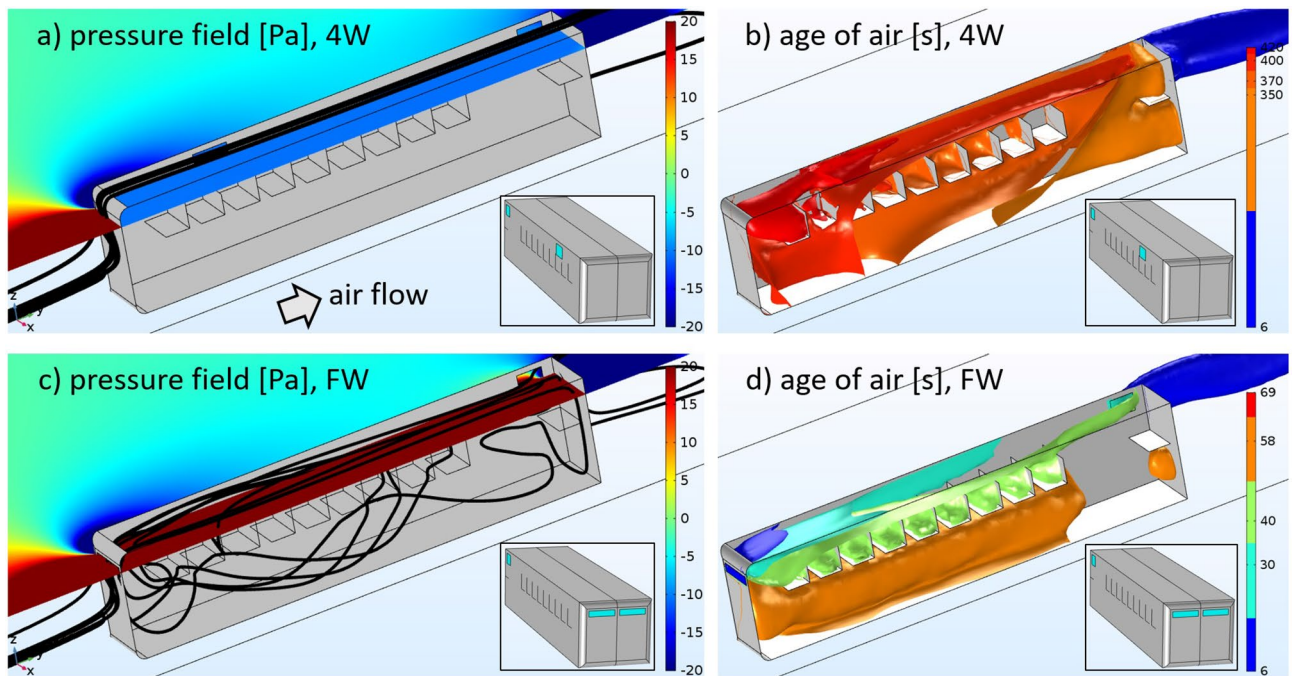 a) pressure field [Pa], 4W
20
15
10
5
0
-5
-10
-15
-20
air flow
z
y
x
b) age of air [s], 4W
400
370
350
6
c) pressure field [Pa], FW
20
15
10
5
0
-5
-10
-15
-20
z
y
x
d) age of air [s], FW
69
58
40
30
6